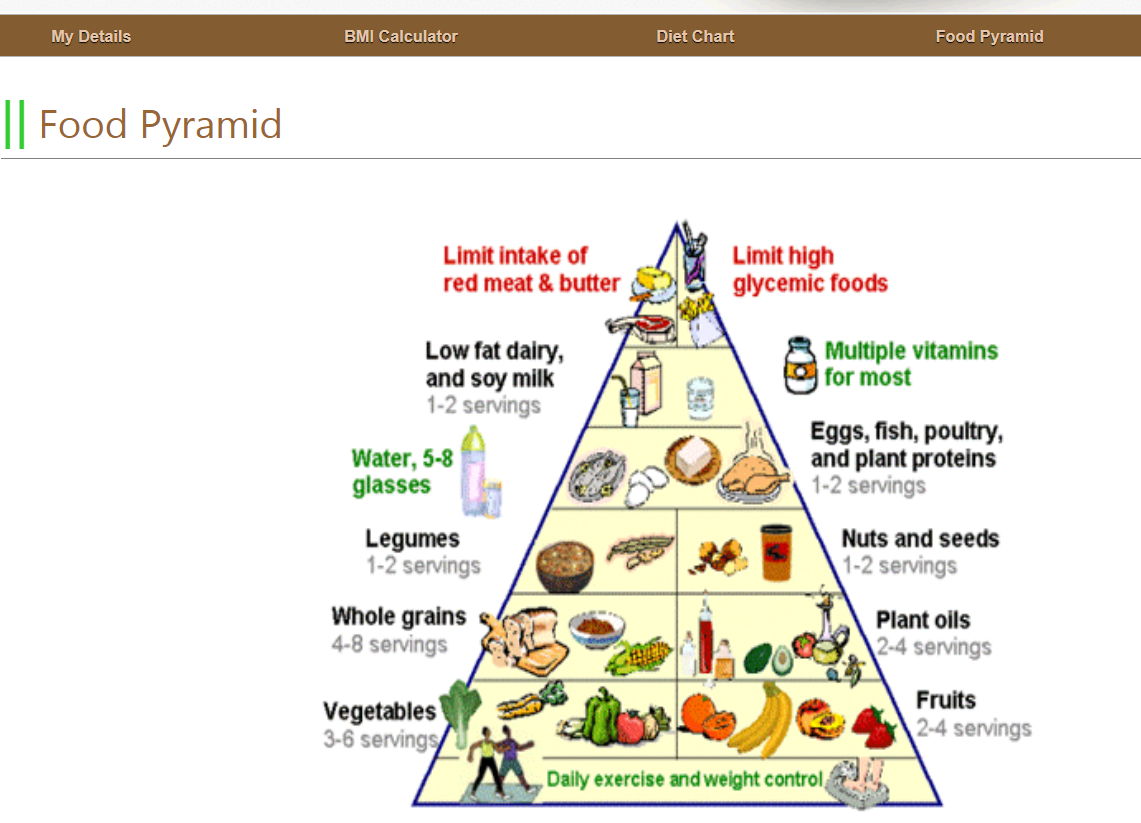 My Details
BMI Calculator
Diet Chart
Food Pyramid
Food Pyramid
Limit intake of
red meat & butter
Limit high
glycemic foods
Low fat dairy,
and soy milk
1-2 servings
Multiple vitamins
for most
Water, 5-8
glasses
Eggs, fish, poultry,
and plant proteins
1-2 servings
Legumes
1-2 servings
Nuts and seeds
1-2 servings
Whole grains
4-8 servings
Plant oils
2-4 servings
Vegetables
3-6 servings
Fruits
2-4 servings
Daily exercise and weight control